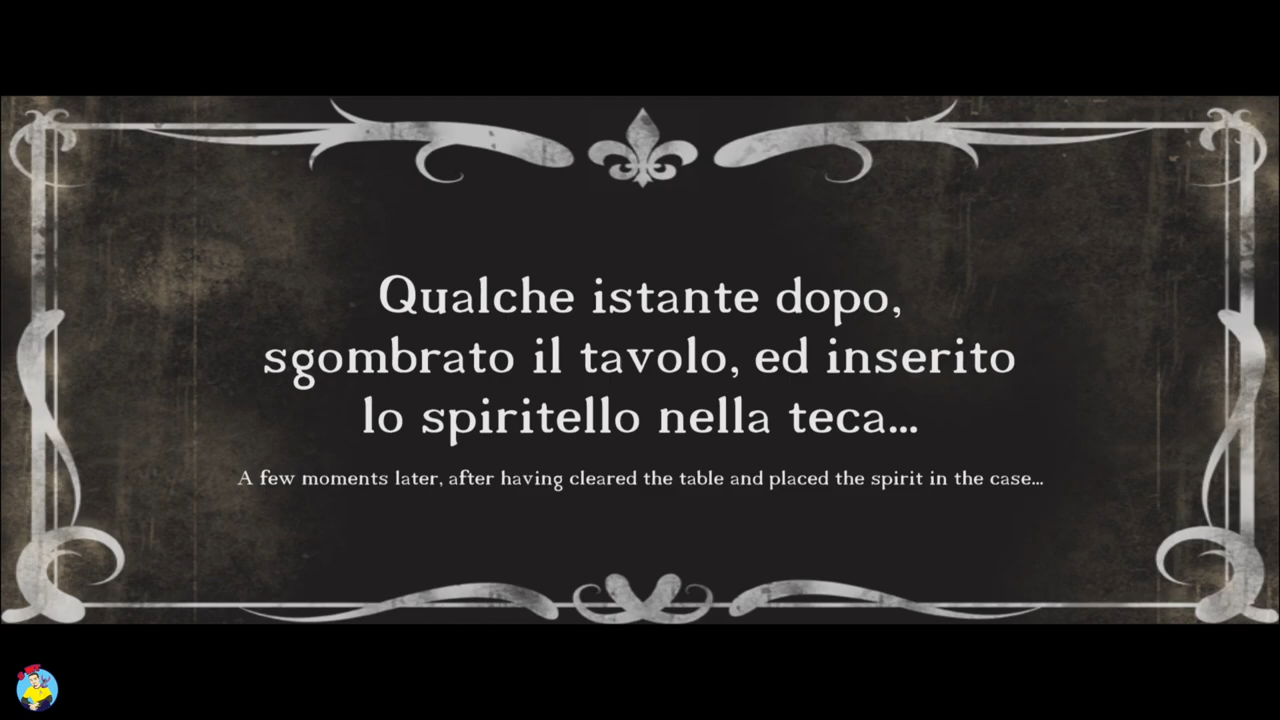 Qualche istante dopo,
sgombrato il tavolo, ed inserito
lo spiritello nella teca...
A few moments later, after having cleared the table and placed the spirit in the case...